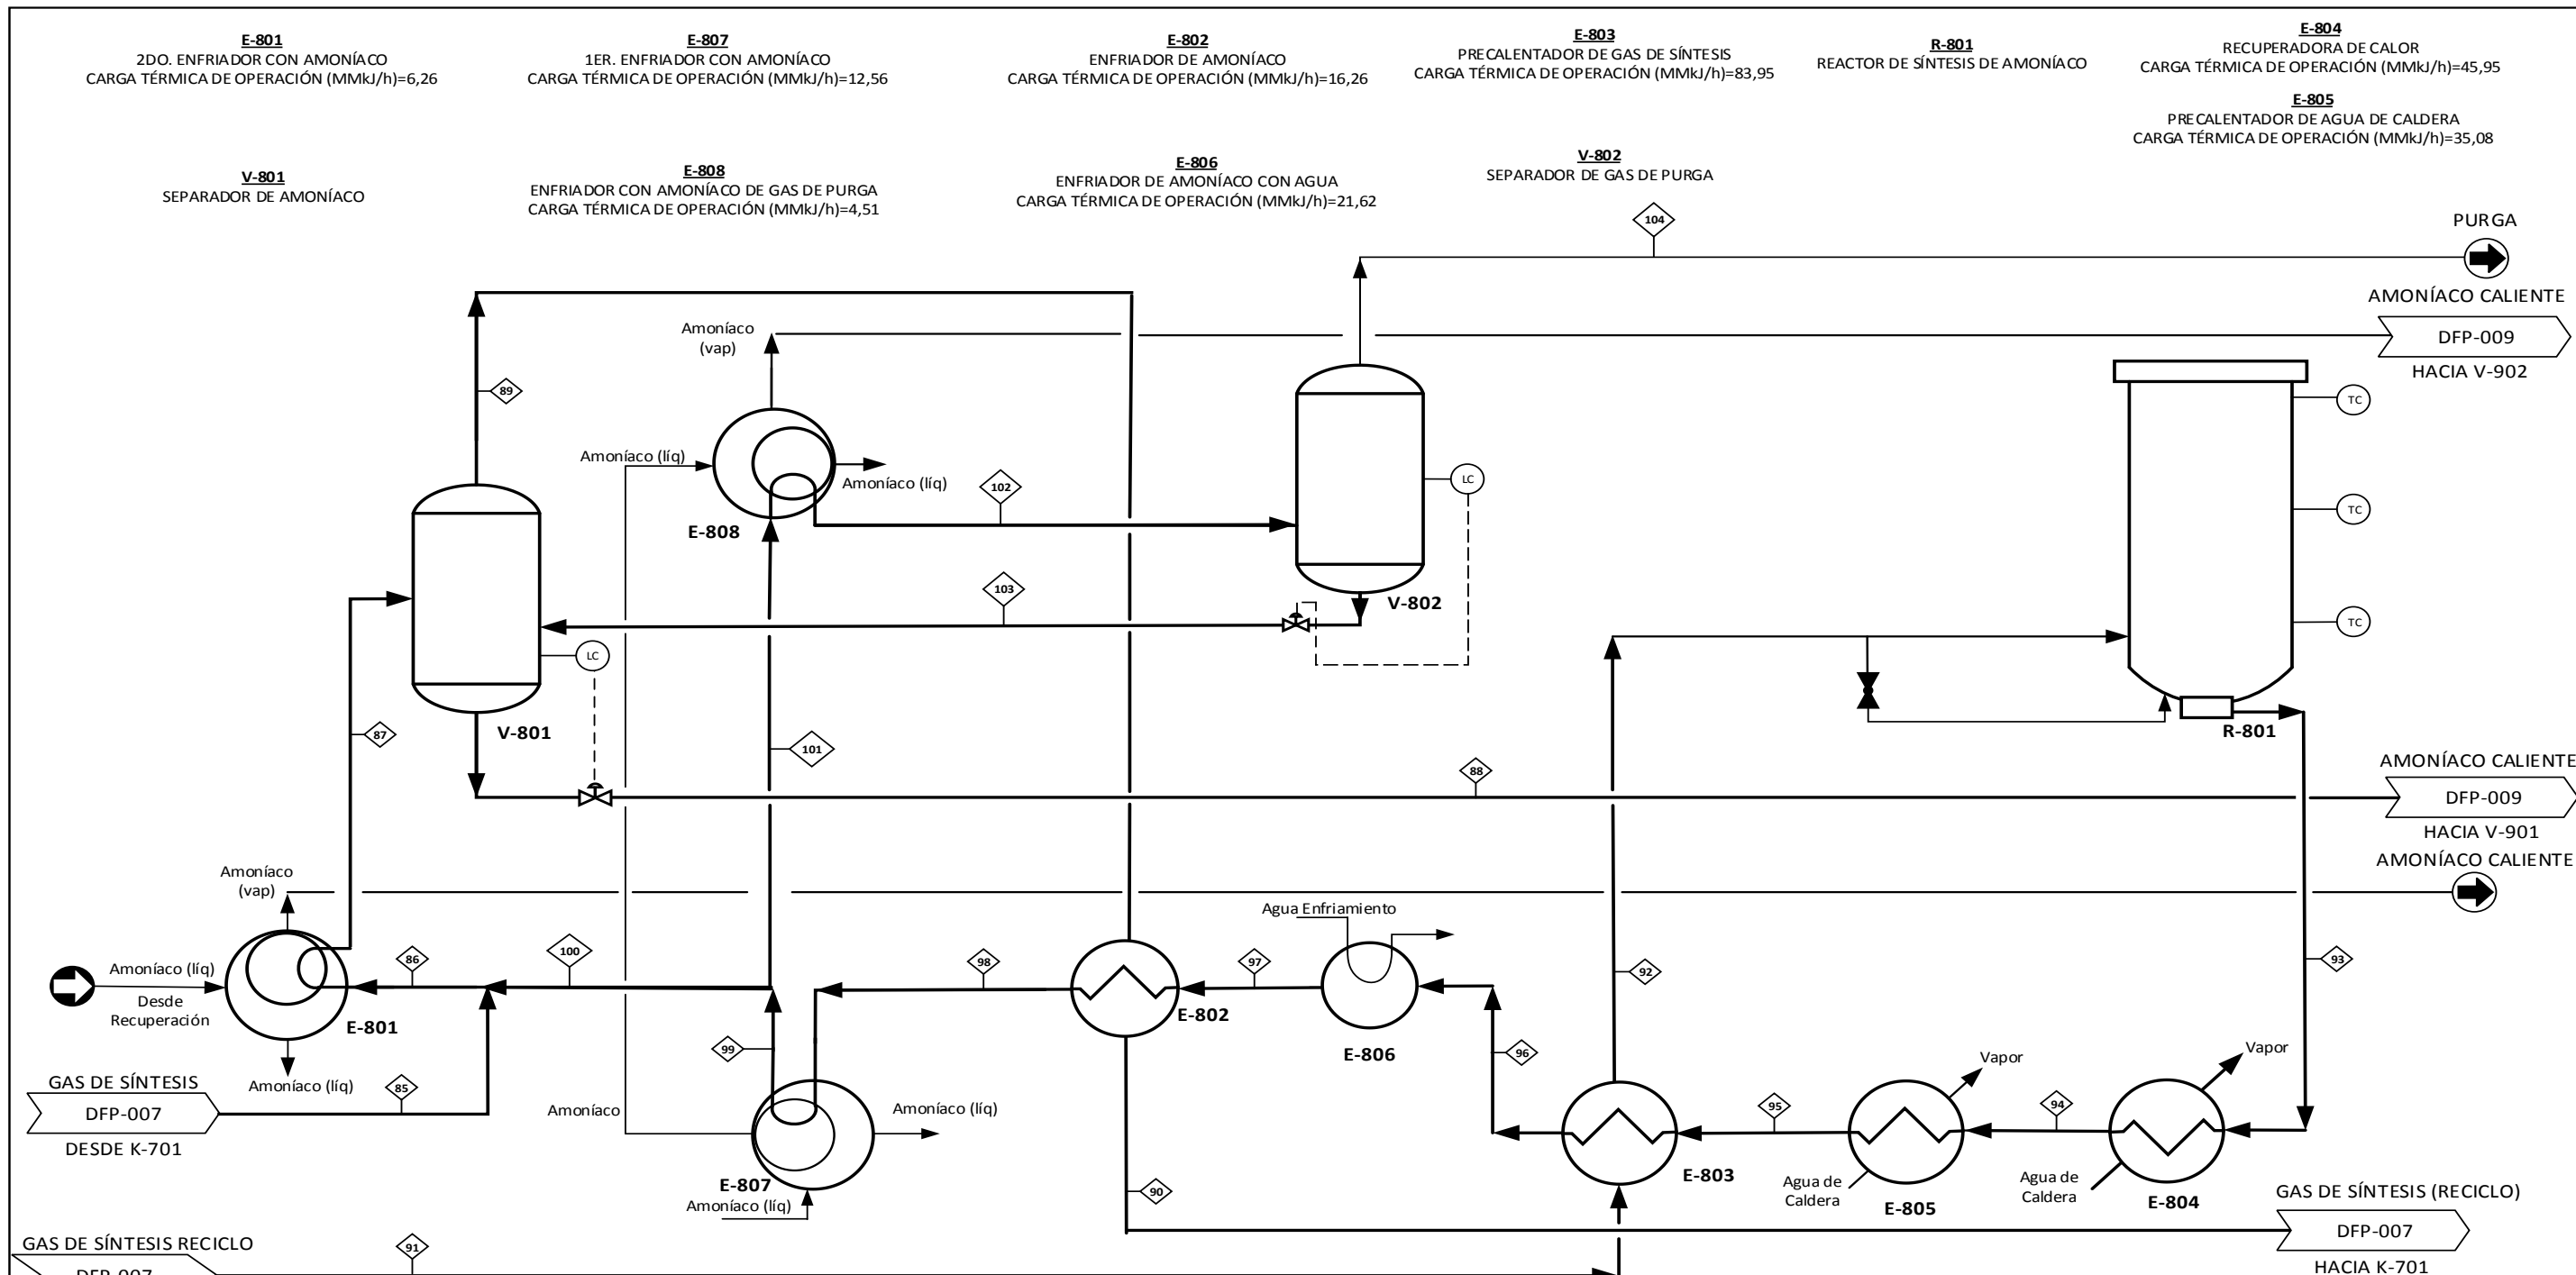 E-801
2DO. ENFRIADOR CON AMONÍACO
CARGA TÉRMICA DE OPERACIÓN (MMkJ/h)=6,26
E-807
1ER. ENFRIADOR CON AMONÍACO
CARGA TÉRMICA DE OPERACIÓN (MMkJ/h)=12,56
E-802
ENFRIADOR DE AMONÍACO
CARGA TÉRMICA DE OPERACIÓN (MMkJ/h)=16,26
E-803
PRECALENTADOR DE GAS DE SÍNTESIS
CARGA TÉRMICA DE OPERACIÓN (MMkJ/h)=83,95
R-801
REACTOR DE SÍNTESIS DE AMONÍACO
E-804
RECUPERADORA DE CALOR
CARGA TÉRMICA DE OPERACIÓN (MMkJ/h)=45,95
E-805
PRECALENTADOR DE AGUA DE CALDERA
CARGA TÉRMICA DE OPERACIÓN (MMkJ/h)=35,08
V-801
SEPARADOR DE AMONÍACO
E-808
ENFRIADOR CON AMONÍACO DE GAS DE PURGA
CARGA TÉRMICA DE OPERACIÓN (MMkJ/h)=4,51
E-806
ENFRIADOR DE AMONÍACO CON AGUA
CARGA TÉRMICA DE OPERACIÓN (MMkJ/h)=21,62
V-802
SEPARADOR DE GAS DE PURGA
104
PURGA
AMONÍACO CALIENTE
DFP-009
HACIA V-902
Amoníaco
(vap)
89
TC
Amoníaco (líq)
Amoníaco (líq)
102
LC
TC
E-808
103
V-802
TC
LC
V-801
87
101
R-801
88
AMONÍACO CALIENTE
DFP-009
HACIA V-901
AMONÍACO CALIENTE
Amoníaco
(vap)
Agua Enfriamiento
Amoníaco (líq)
Desde
Recuperación
86
100
98
97
92
93
E-801
E-802
E-806
99
96
Vapor
Vapor
GAS DE SÍNTESIS
DFP-007
DESDE K-701
Amoníaco (líq)
85
Amoníaco
Amoníaco (líq)
95
94
E-807
Amoníaco (líq)
90
E-803
Agua de
Caldera
E-805
Agua de
Caldera
E-804
GAS DE SÍNTESIS (RECICLO)
DFP-007
HACIA K-701
GAS DE SÍNTESIS RECICLO
DFP-007
91